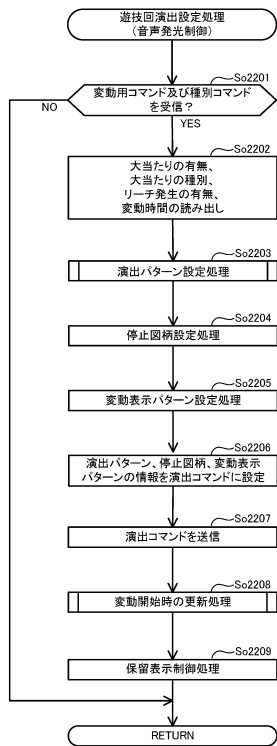 遊技回演出設定処理
（音声発光制御）
So2201
変動用コマンド及び種別コマンド
を受信？
NO
YES
So2202
大当たりの有無、
大当たりの種別、
リーチ発生の有無、
変動時間の読み出し
So2203
演出パターン設定処理
So2204
停止図柄設定処理
So2205
変動表示パターン設定処理
So2206
演出パターン、停止図柄、変動表示
パターンの情報を演出コマンドに設定
So2207
演出コマンドを送信
So2208
変動開始時の更新処理
So2209
保留表示制御処理
RETURN